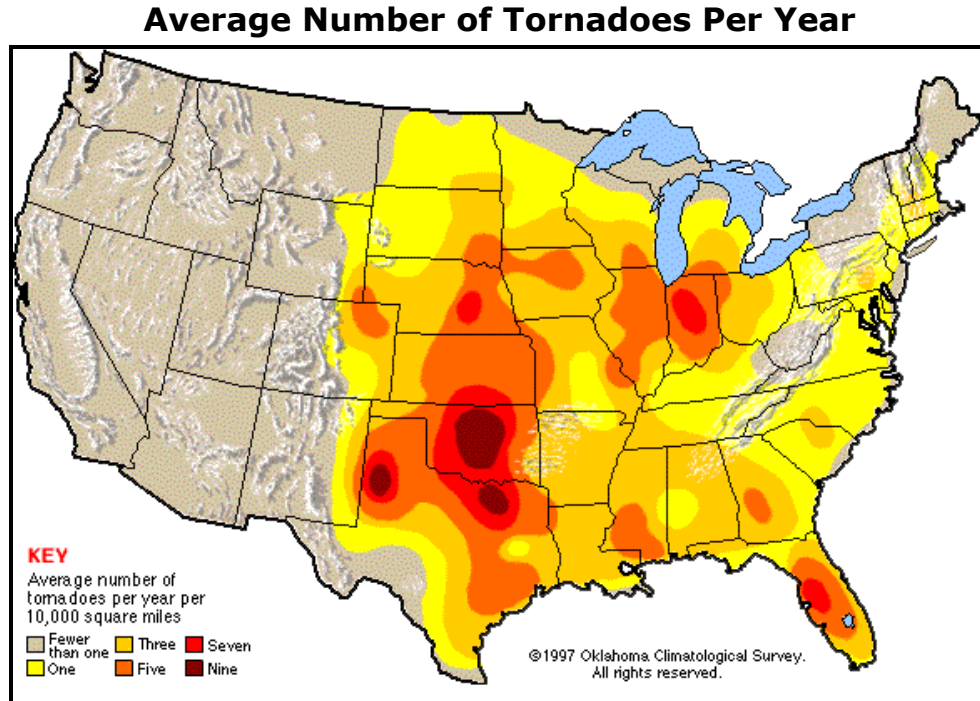 Average Number of Tornadoes Per Year
KEY
Average number of
tornadoes per year per
10,000 square miles
Fewer
than one
Three
Seven
One
Five
Nine
©1997 Oklahoma Climatological Survey.
All rights reserved.